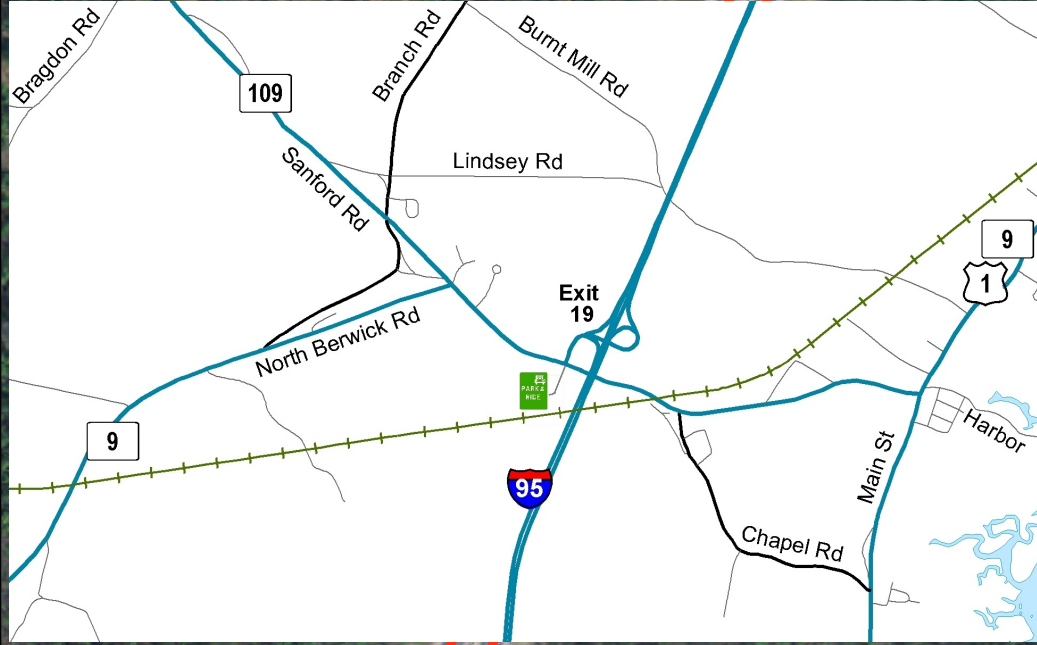 Bragdon Rd
109
Branch Rd
Burnt Mill Rd
Sanford Rd
Lindsey Rd
9
1
Exit
19
North Berwick Rd
PARK &
RIDE
9
Harbor
Main St
95
Chapel Rd